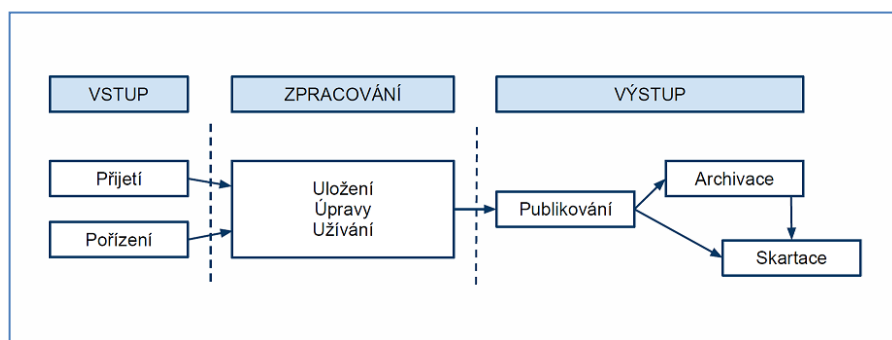 VSTUP
ZPRACOVÁNÍ
VÝSTUP
Přijetí
Pořízení
Uložení
Úpravy
Užívání
Publikování
Archivace
Skartace